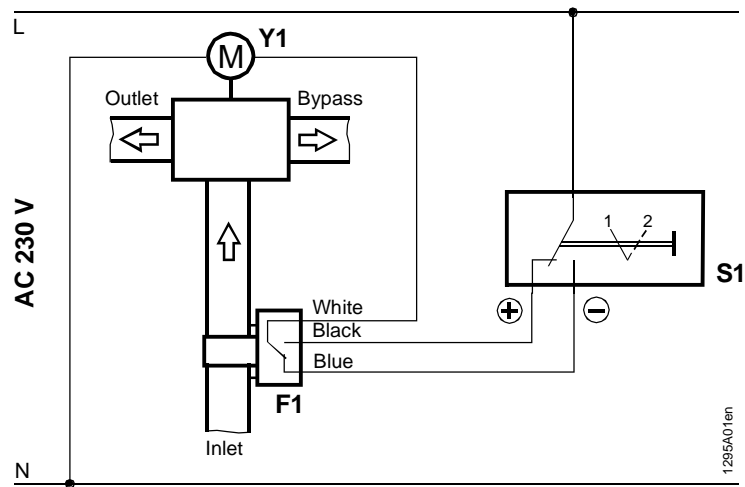 L
Y1
M
Outlet
Bypass
AC 230 V
1 2
S1
+
−
White
Black
Blue
F1
Inlet
N
1295A01en